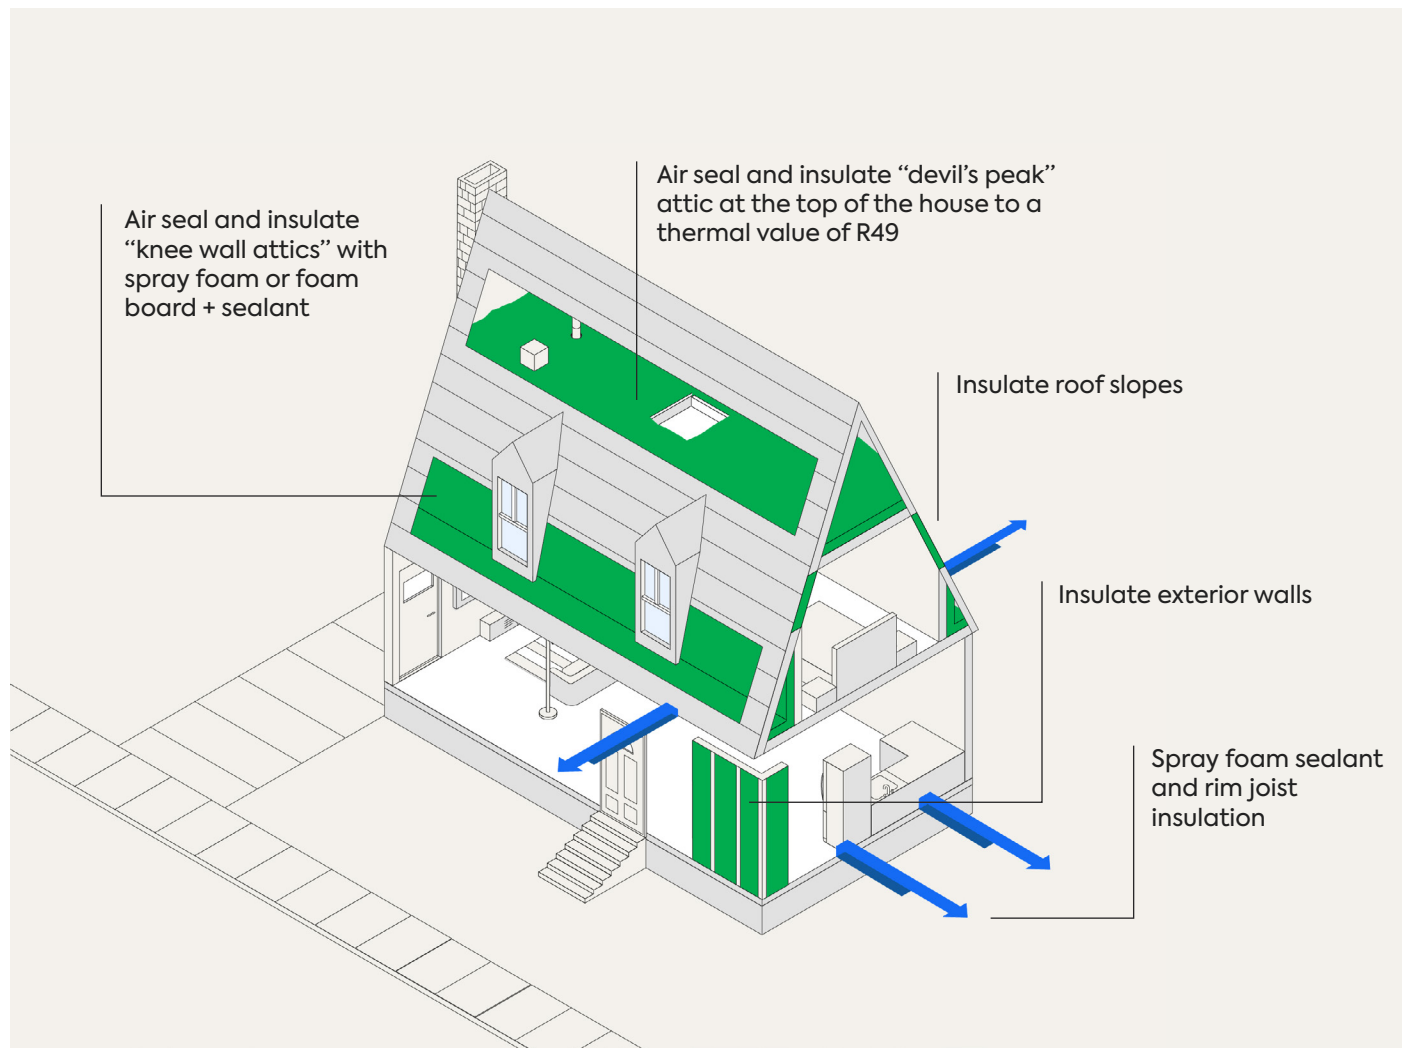 Air seal and insulate
“knee wall attics” with
spray foam or foam
board + sealant
Air seal and insulate “devil’s peak”
attic at the top of the house to a
thermal value of R49
Insulate roof slopes
Insulate exterior walls
Spray foam sealant
and rim joist
insulation